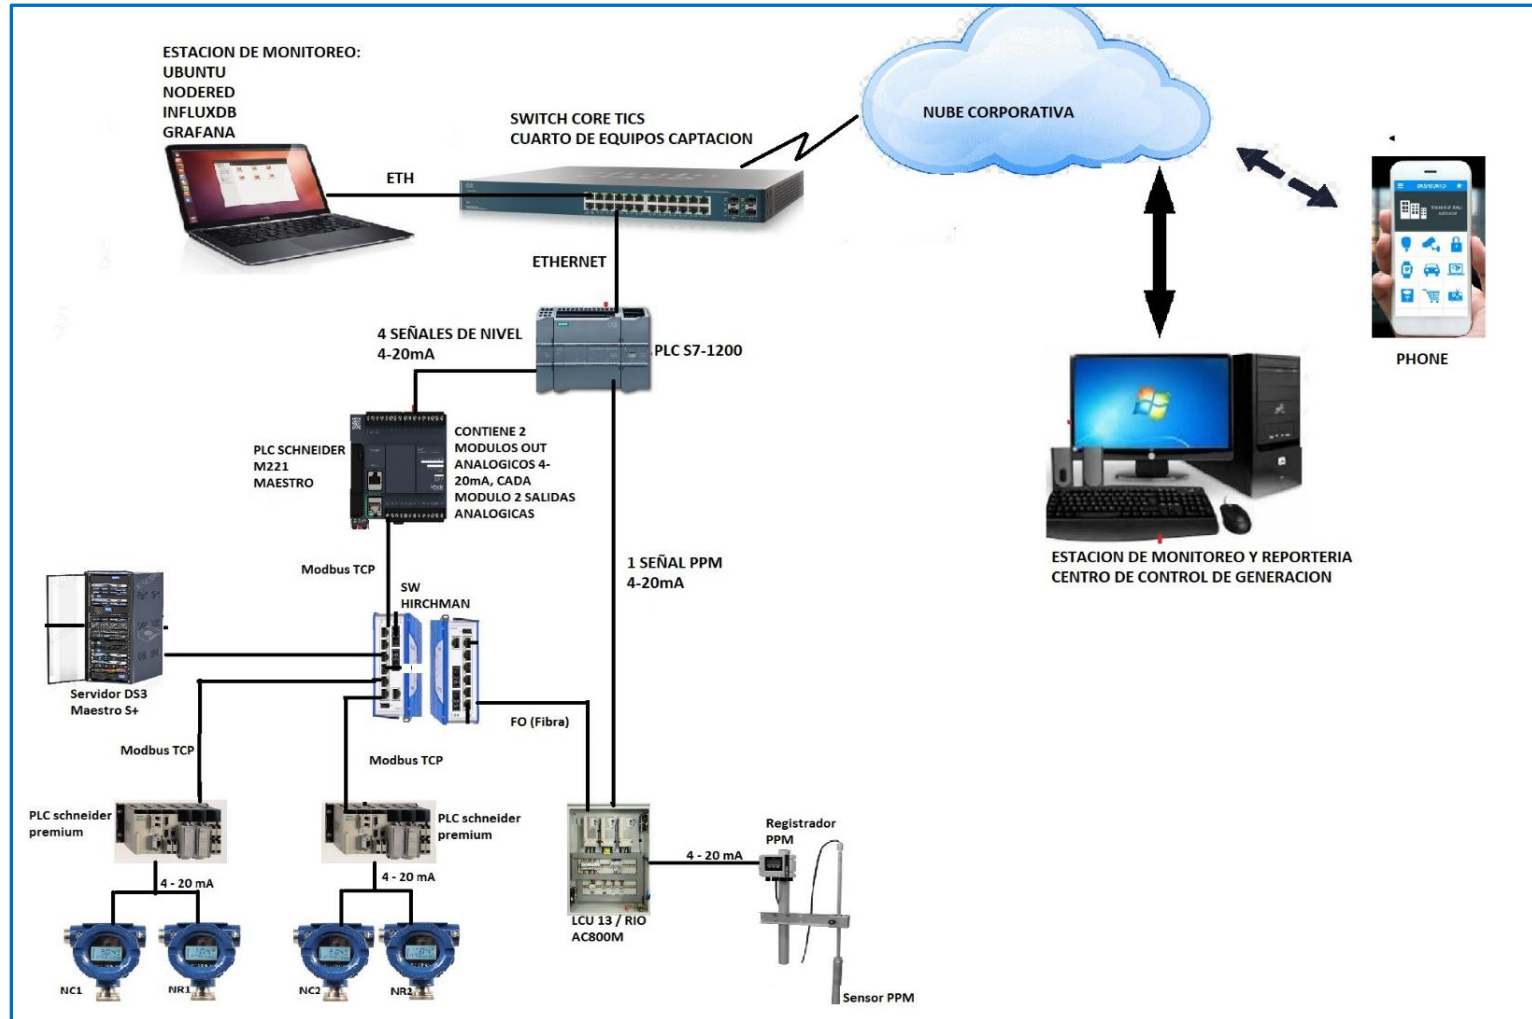 ESTACION DE MONITOREO:
UBUNTU
NODERED
INFLUXDB
GRAFANA
SWITCH CORE TICS
CUARTO DE EQUIPOS CAPTACION
NUBE CORPORATIVA
ETH
DASHBOARD
ETHERNET
4 SEÑALES DE NIVEL
4-20mA
PLC S7-1200
PHONE
PLC SCHNEIDER
M221
MAESTRO
CONTIENE 2
MODULOS OUT
ANALOGICOS 4-
20mA, CADA
MODULO 2 SALIDAS
ANALOGICAS
1 SEÑAL PPM
4-20mA
ESTACION DE MONITOREO Y REPORTERIA
CENTRO DE CONTROL DE GENERACION
Modbus TCP
SW
HIRCHMAN
Servidor DS3
Maestro S+
FO (Fibra)
Modbus TCP
Modbus TCP
PLC schneider
premium
PLC schneider
premium
Registrador
PPM
4 - 20 mA
4 - 20 mA
4 - 20 mA
LCU 13 / RIO
AC800M
NC1
NR1
NC2
NR2
Sensor PPM